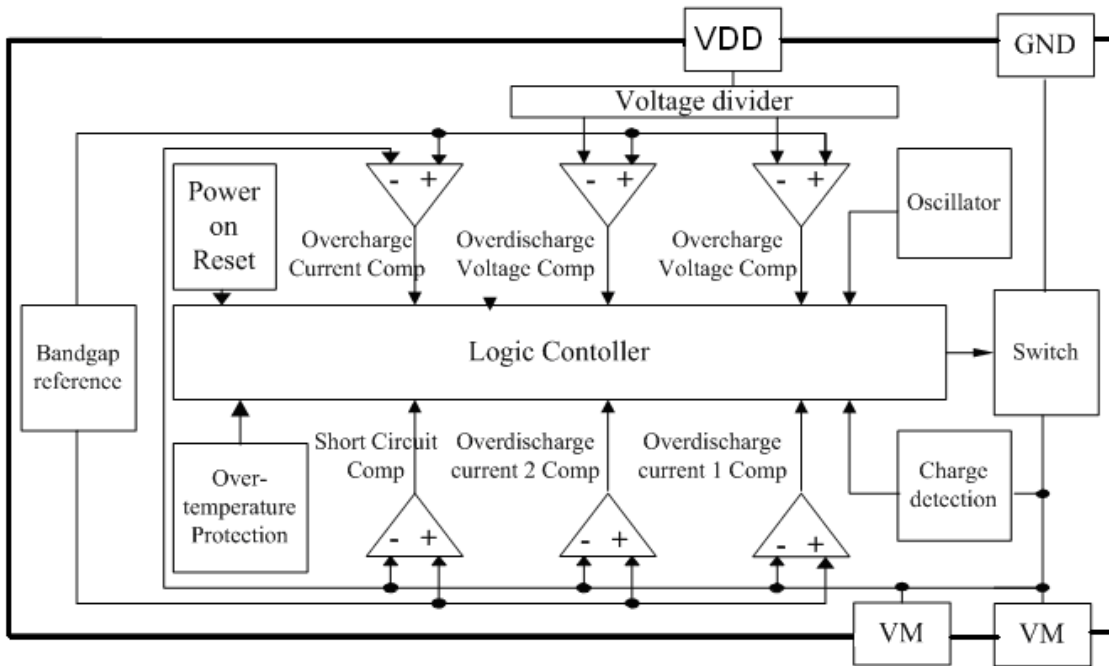 VDD
GND
Voltage divider
- +
- +
- +
Power
on
Reset
Oscillator
Overcharge
Current Comp
Overdischarge
Voltage Comp
Overcharge
Voltage Comp
Bandgap
reference
Logic Contoller
Switch
Short Circuit
Comp
Overdischarge
current 2 Comp
Overdischarge
current 1 Comp
Over-
temperature
Protection
Charge
detection
- +
- +
- +
VM
VM